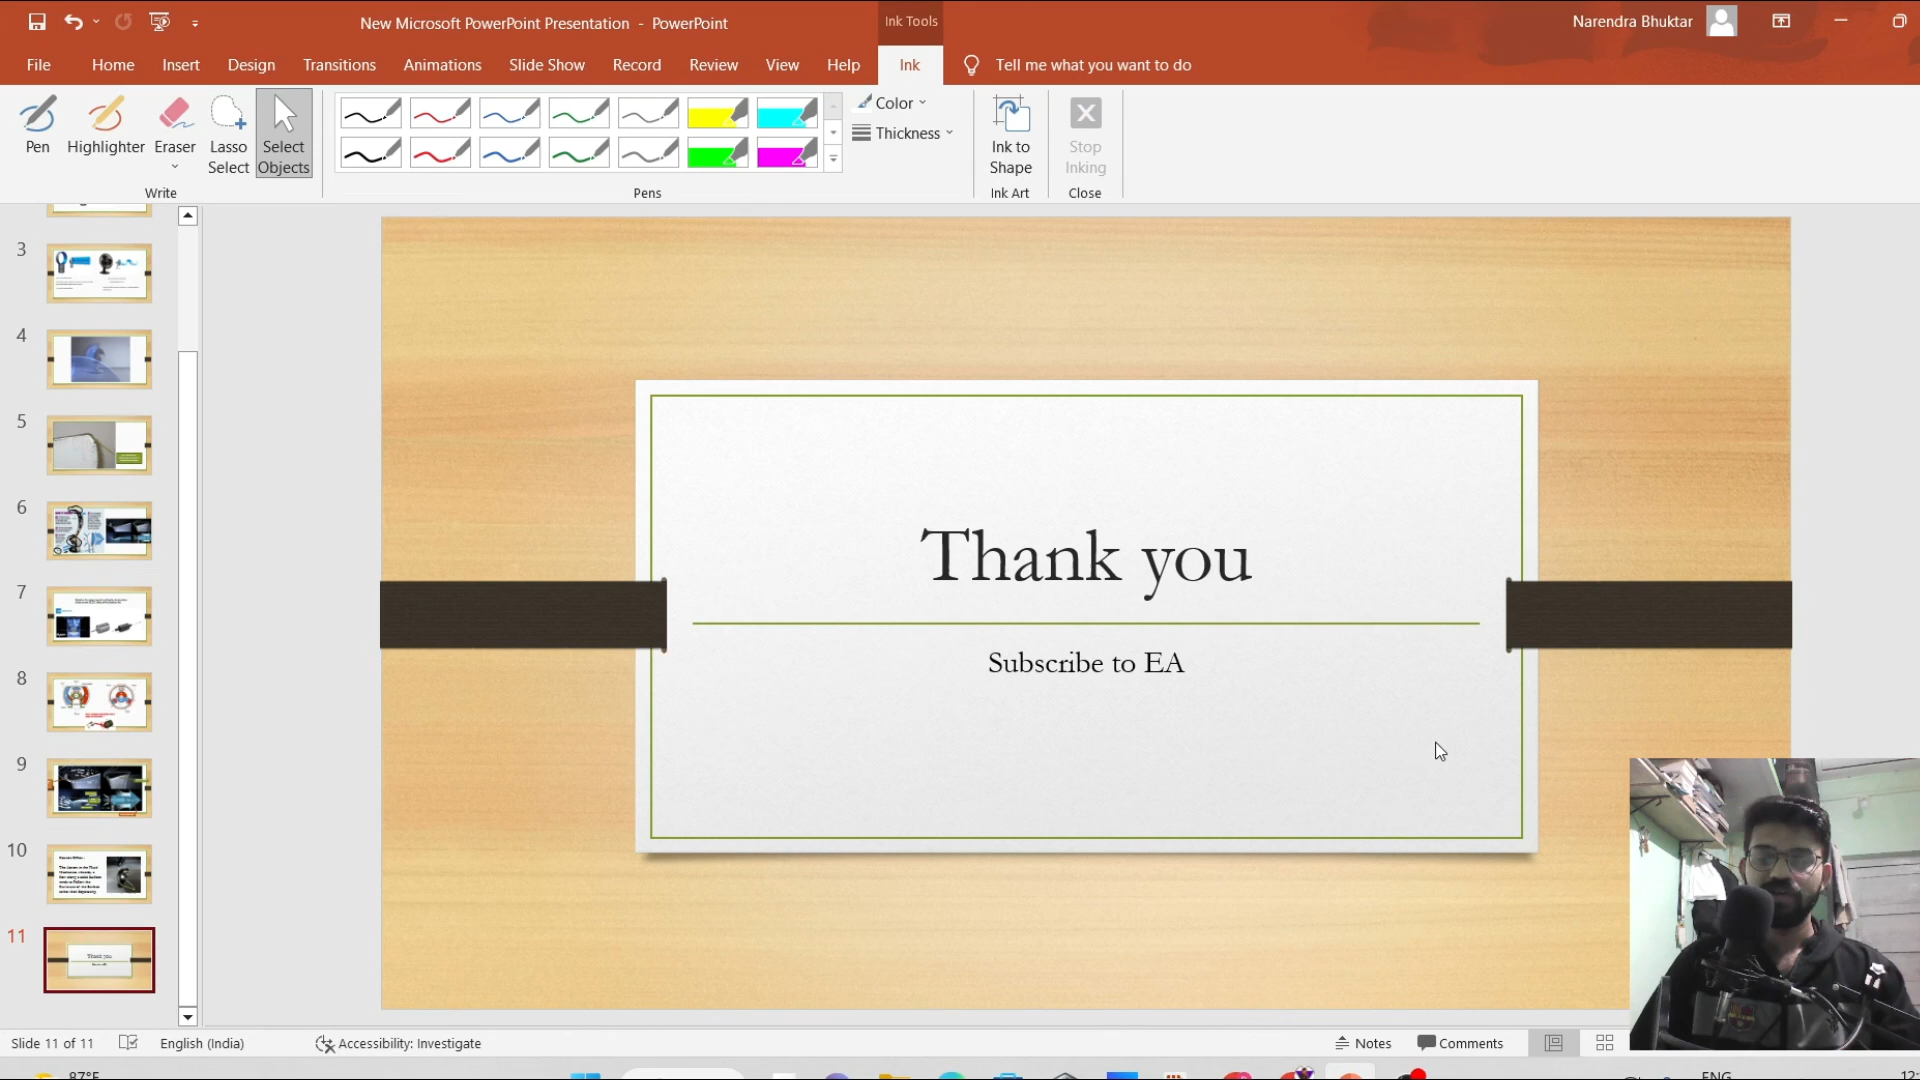 New Microsoft PowerPoint Presentation - PowerPoint
Ink Tools
Narendra Bhuktar
File Home Insert Design Transitions Animations Slide Show Record Review View Help Ink Tell me what you want to do
Pen
Highlighter
Eraser
Lasso
Select
Select
Objects
Write
Pens
Color
Thickness
Ink to
Shape
Ink Art
Stop
Inking
Close
3
4
5
6
7
8
9
10
11
Thank you
Thank you
Subscribe to EA
Slide 11 of 11
English (India)
Accessibility: Investigate
Notes
Comments
87°F
ENG
12: